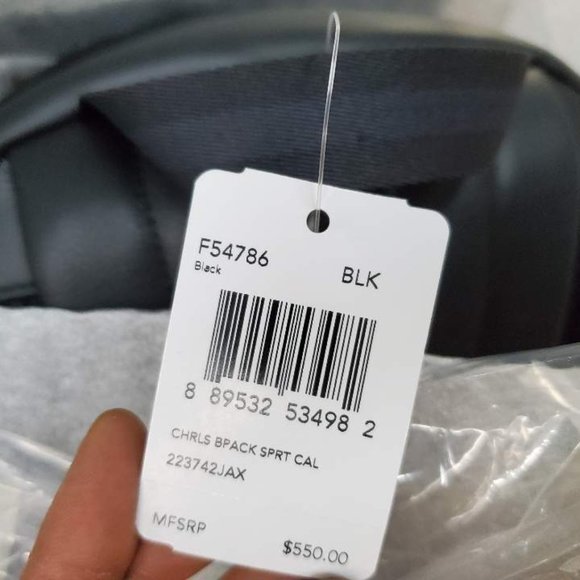 F54786
Black BLK
8 89532 53498 2
CHRLS BPACK SPRT CAL
223742JAX
MFSRP $550.00